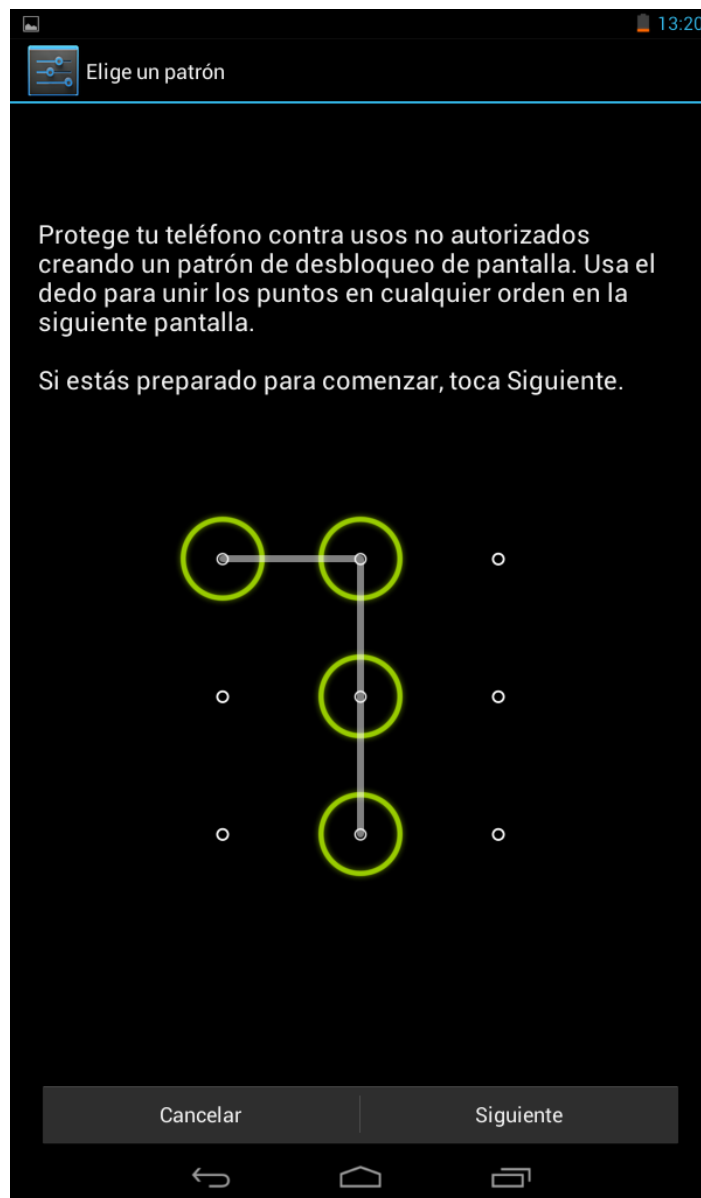 13:20
Elige un patrón
Protege tu teléfono contra usos no autorizados
creando un patrón de desbloqueo de pantalla. Usa el
dedo para unir los puntos en cualquier orden en la
siguiente pantalla.
Si estás preparado para comenzar, toca Siguiente.
Cancelar
Siguiente